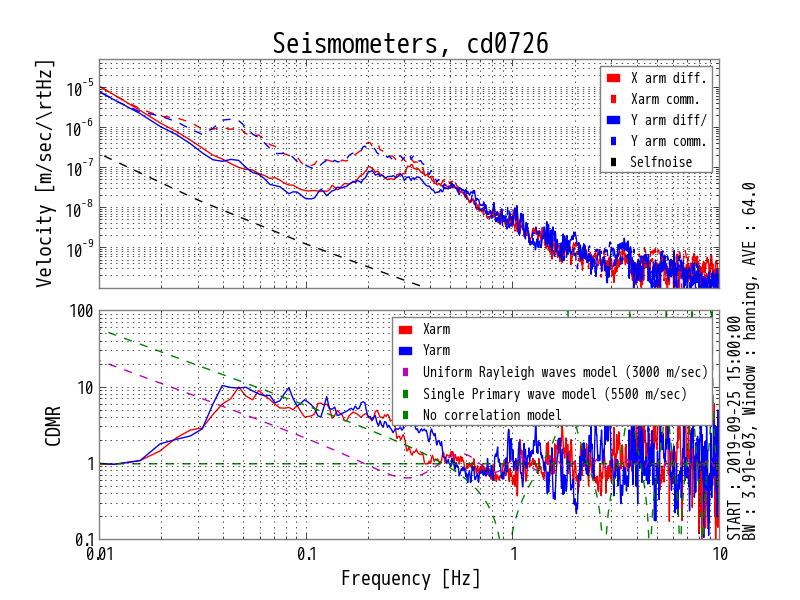 Seismometers, cd0726
Velocity [m/sec/\rtHz]
10^-5
10^-6
10^-7
10^-8
10^-9
X arm diff.
Xarm comm.
Y arm diff/
Y arm comm.
Selfnoise
CDMR
100
10
1
0.1
Xarm
Yarm
Uniform Rayleigh waves model (3000 m/sec)
Single Primary wave model (5500 m/sec)
No correlation model
0.01
0.1
1
10
Frequency [Hz]
START : 2019-09-25 15:00:00
BW : 3.91e-03, Window : hanning, AVE : 64.0